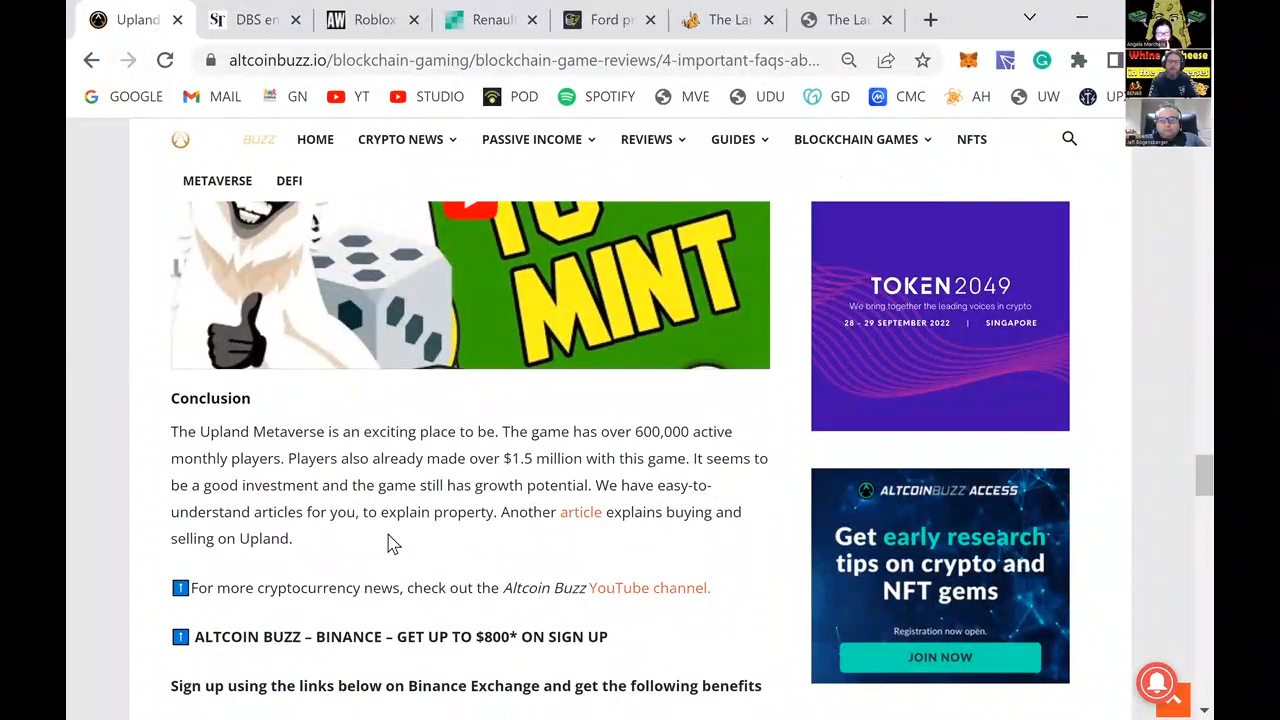 Upland
DBS en
Roblox
Renault
Ford pr
The La
The La
altcoinbuzz.io/blockchain-gaming/blockchain-game-reviews/4-important-faqs-ab...
GOOGLE
MAIL
GN
YT
STUDIO
SPOTIFY
GD
CMC
AH
UW
BUZZ
HOME
CRYPTO NEWS
PASSIVE INCOME
REVIEWS
GUIDES
BLOCKCHAIN GAMES
NFTS
METAVERSE
DEFI
TO
MINT
TOKEN2049
We bring together the leading voices in crypto
28 - 29 SEPTEMBER 2022 | SINGAPORE
Conclusion
The Upland Metaverse is an exciting place to be. The game has over 600,000 active
monthly players. Players also already made over $1.5 million with this game. It seems to
be a good investment and the game still has growth potential. We have easy-to-
understand articles for you, to explain property. Another article explains buying and
selling on Upland.
For more cryptocurrency news, check out the Altcoin Buzz YouTube channel.
ALTCOIN BUZZ – BINANCE – GET UP TO $800* ON SIGN UP
Sign up using the links below on Binance Exchange and get the following benefits
ALTCOINBUZZ ACCESS
Get early research
tips on crypto and
NFT gems
Registration now open.
JOIN NOW
Whine Cheese
Jeff Bogensberger